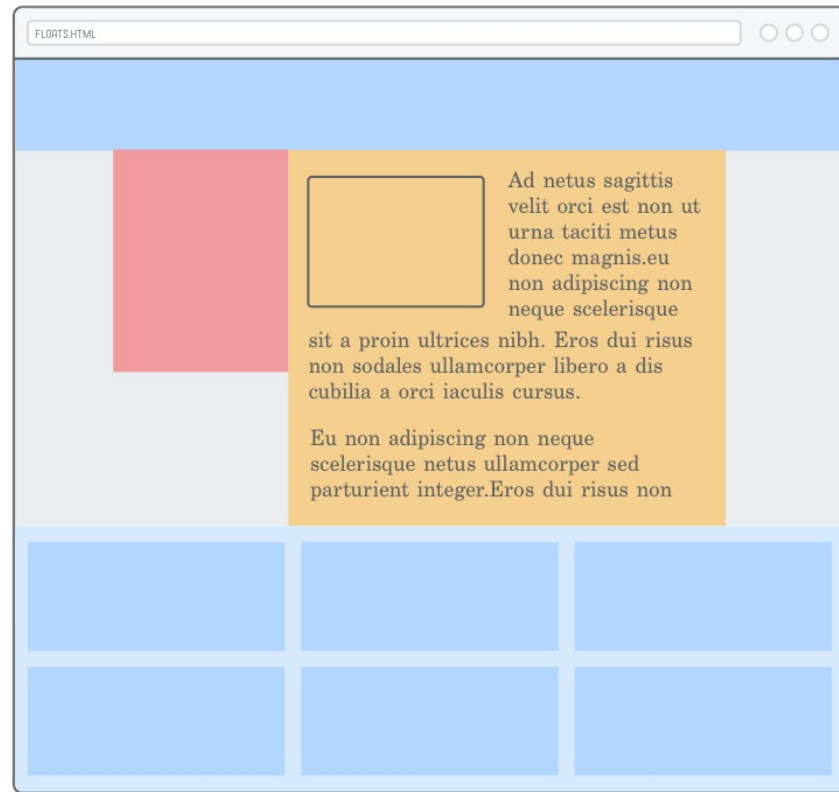 FLOATS.HTML
Ad netus sagittis
velit orci est non ut
urna taciti metus
donec magnis.eu
non adipiscing non
neque scelerisque
sit a proin ultrices nibh. Eros dui risus
non sodales ullamcorper libero a dis
cubilia a orci iaculis cursus.
Eu non adipiscing non neque
scelerisque netus ullamcorper sed
parturient integer.Eros dui risus non